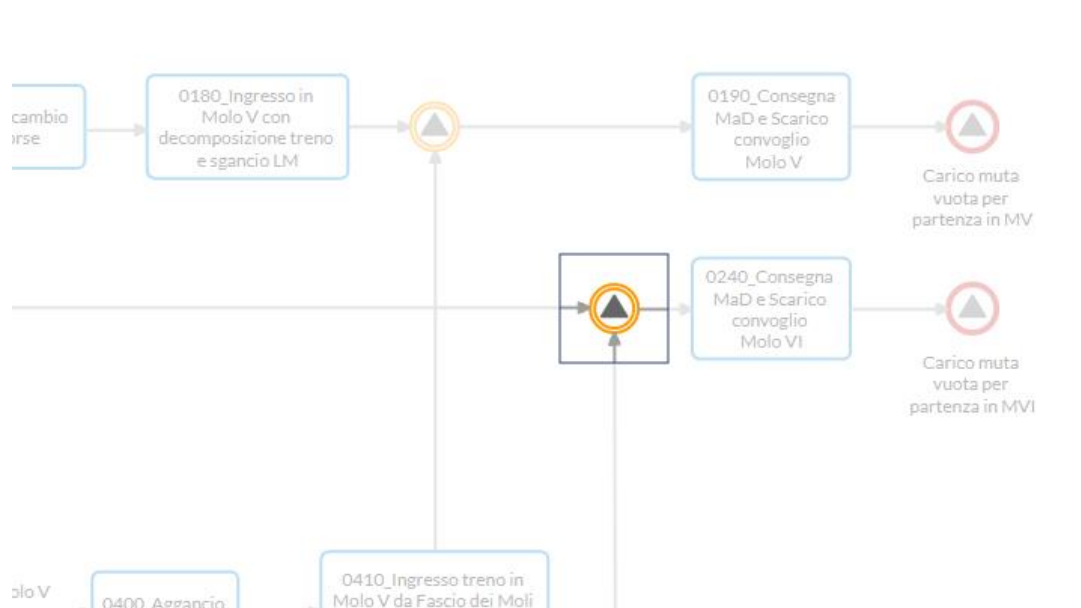 cambio
orse
0180_Ingresso in
Molo V con
decomposizione treno
e sgancio LM
0190_Consegna
MaD e Scarico
convoglio
Molo V
Carico muta
vuota per
partenza in MV
0240_Consegna
MaD e Scarico
convoglio
Molo VI
Carico muta
vuota per
partenza in MVI
olo V
0400_Aggancio
0410_Ingresso treno in
Molo V da Fascio dei Moli